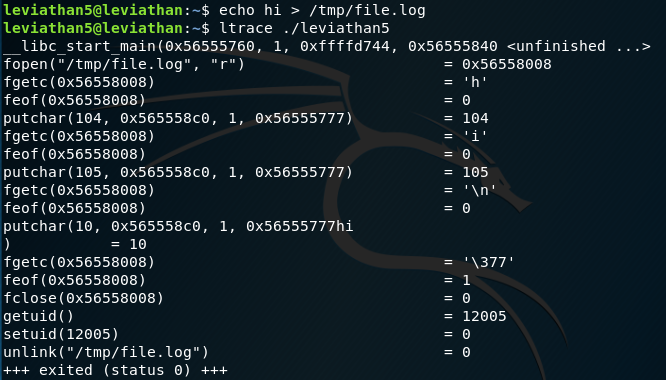 leviathan5@leviathan:~$ echo hi > /tmp/file.log
leviathan5@leviathan:~$ ltrace ./leviathan5
__libc_start_main(0x56555760, 1, 0xffffd744, 0x56555840 <unfinished ...>
fopen("/tmp/file.log", "r") = 0x56558008
fgetc(0x56558008) = 'h'
feof(0x56558008) = 0
putchar(104, 0x565558c0, 1, 0x56555777) = 104
fgetc(0x56558008) = 'i'
feof(0x56558008) = 0
putchar(105, 0x565558c0, 1, 0x56555777) = 105
fgetc(0x56558008) = '\n'
feof(0x56558008) = 0
putchar(10, 0x565558c0, 1, 0x56555777hi
) = 10
fgetc(0x56558008) = '\377'
feof(0x56558008) = 1
fclose(0x56558008) = 0
getuid() = 12005
setuid(12005) = 0
unlink("/tmp/file.log") = 0
+++ exited (status 0) +++